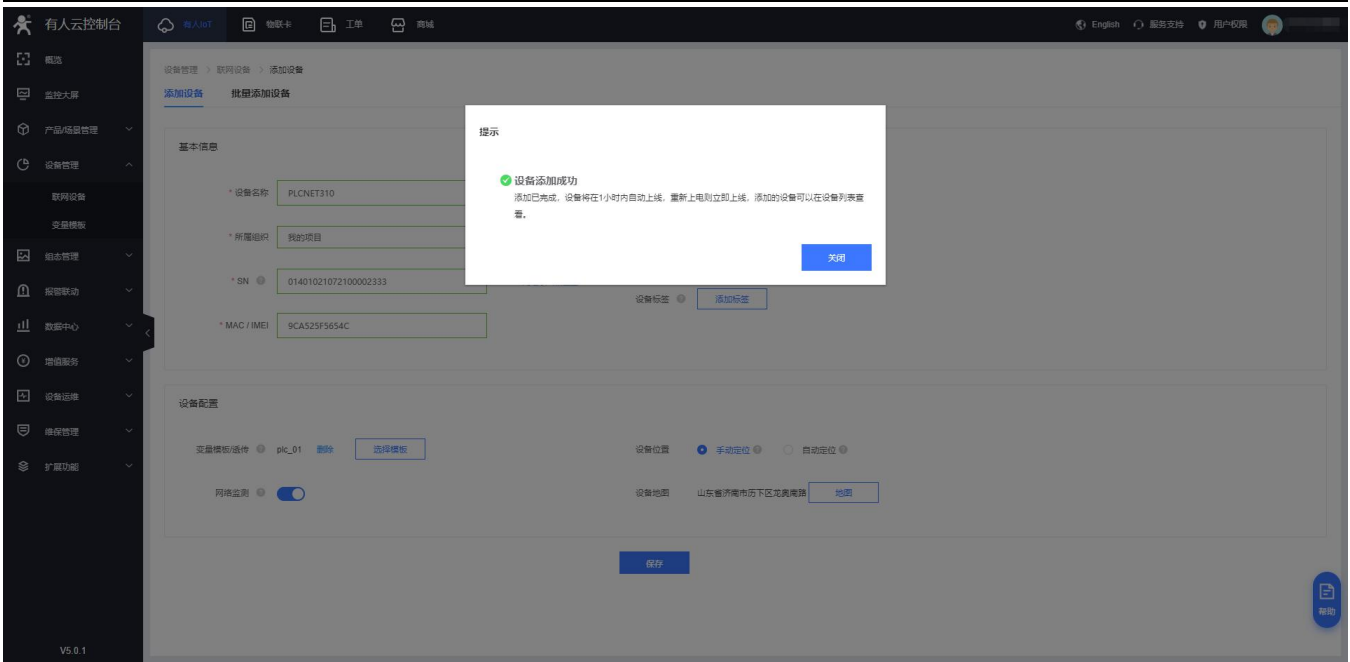 有人云控制台
有人IoT
物联卡
工单
商城
English
服务支持
用户权限
概览
监控大屏
产品/场景管理
设备管理
联网设备
变量模板
组态管理
报警联动
数据中心
增值服务
设备运维
维保管理
扩展功能
V5.0.1
设备管理 > 联网设备 > 添加设备
添加设备
批量添加设备
基本信息
* 设备名称 PLCNET310
* 所属组织 我的项目
* SN 01401021072100002333
* MAC / IMEI 9CA525F5654C
提示
设备添加成功
添加已完成，设备将在1小时内自动上线，重新上电则立即上线，添加的设备可以在设备列表查
看。
关闭
设备标签 添加标签
设备配置
变量模板/透传 plc_01 删除 选择模板
设备位置 手动定位 自动定位
网络监测
设备地图 山东省济南市历下区龙奥南路 地图
保存
帮助